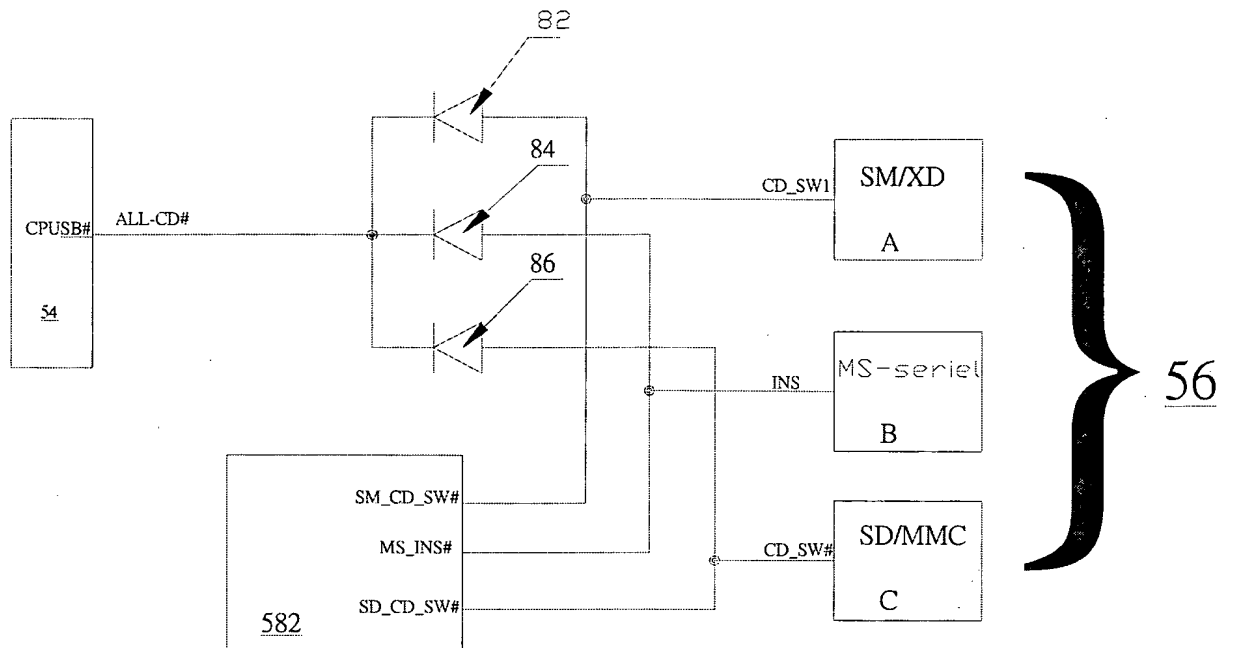 82
84
86
CPUSB#
ALL-CD#
54
CD_SW1
SM/XD
A
INS
MS-seriel
B
56
SM_CD_SW#
MS_INS#
SD_CD_SW#
582
CD_SW#
SD/MMC
C